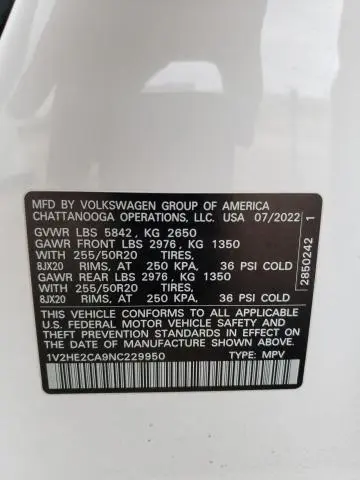 MFD BY VOLKSWAGEN GROUP OF AMERICA
CHATTANOOGA OPERATIONS, LLC. USA 07/2022
GVWR LBS 5842, KG 2650
GAWR FRONT LBS 2976, KG 1350
WITH 255/50R20 TIRES,
8JX20 RIMS, AT 250 KPA, 36 PSI COLD
GAWR REAR LBS 2976, KG 1350
WITH 255/50R20 TIRES,
8JX20 RIMS, AT 250 KPA, 36 PSI COLD
THIS VEHICLE CONFORMS TO ALL APPLICABLE
U.S. FEDERAL MOTOR VEHICLE SAFETY AND
THEFT PREVENTION STANDARDS IN EFFECT
ON THE DATE OF MANUFACTURE SHOWN ABOVE.
1V2HE2CA9NC229950 TYPE: MPV
2850242 1